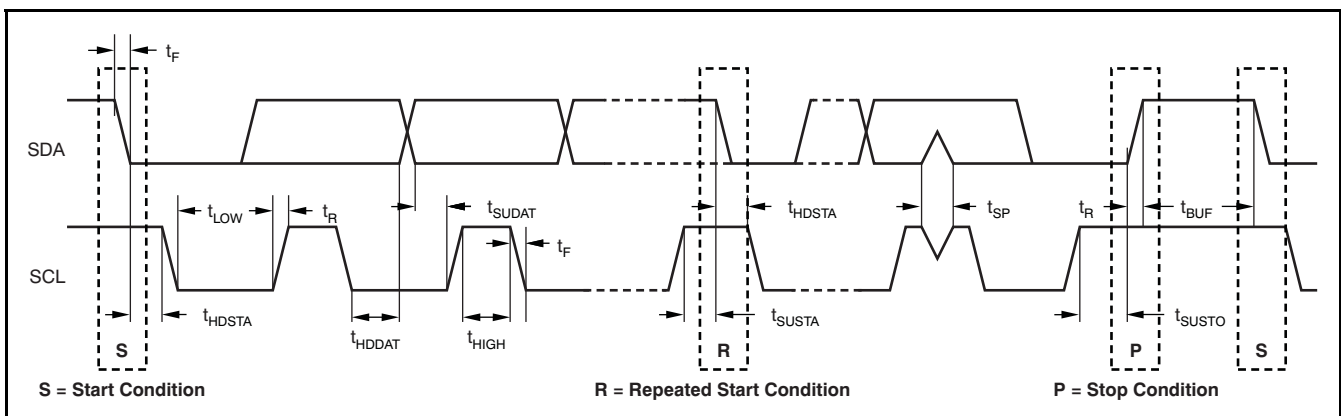 tF
SDA
tLOW
tR
tSUDAT
tHDSTA
tSP
tR
tBUF
tF
SCL
tHDSTA
tHDDAT
tHIGH
tSUSTA
tSUSTO
S
R
P
S
S = Start Condition
R = Repeated Start Condition
P = Stop Condition